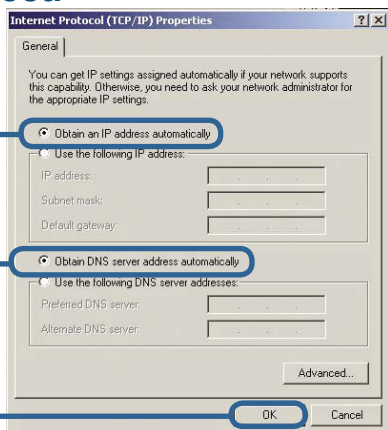 Internet Protocol (TCP/IP) Properties
General
You can get IP settings assigned automatically if your network supports
this capability. Otherwise, you need to ask your network administrator for
the appropriate IP settings.
Obtain an IP address automatically
Use the following IP address:
IP address:
Subnet mask:
Default gateway:
Obtain DNS server address automatically
Use the following DNS server addresses:
Preferred DNS server:
Alternate DNS server:
Advanced...
OK Cancel